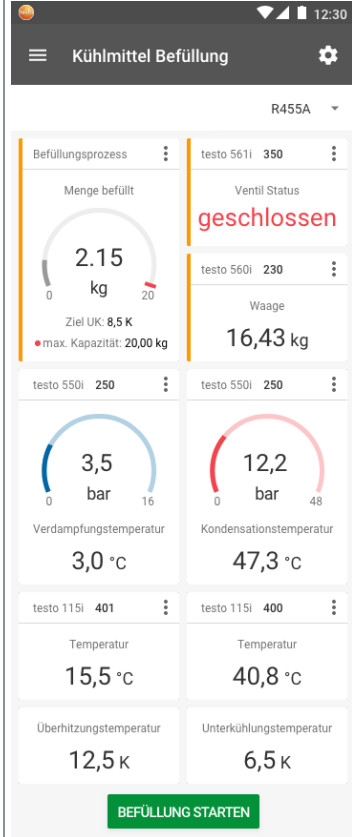 12:30
Kühlmittel Befüllung
R455A
Befüllungsprozess
Menge befüllt
2.15
kg
0 20
Ziel UK: 8,5 K
max. Kapazität: 20,00 kg
testo 561i 350
Ventil Status
geschlossen
testo 560i 230
Waage
16,43 kg
testo 550i 250
3,5
bar
0 16
Verdampfungstemperatur
3,0 °C
testo 550i 250
12,2
bar
0 48
Kondensationstemperatur
47,3 °C
testo 115i 401
Temperatur
15,5 °C
testo 115i 400
Temperatur
40,8 °C
Überhitzungstemperatur
12,5 K
Unterkühlungstemperatur
6,5 K
BEFÜLLUNG STARTEN